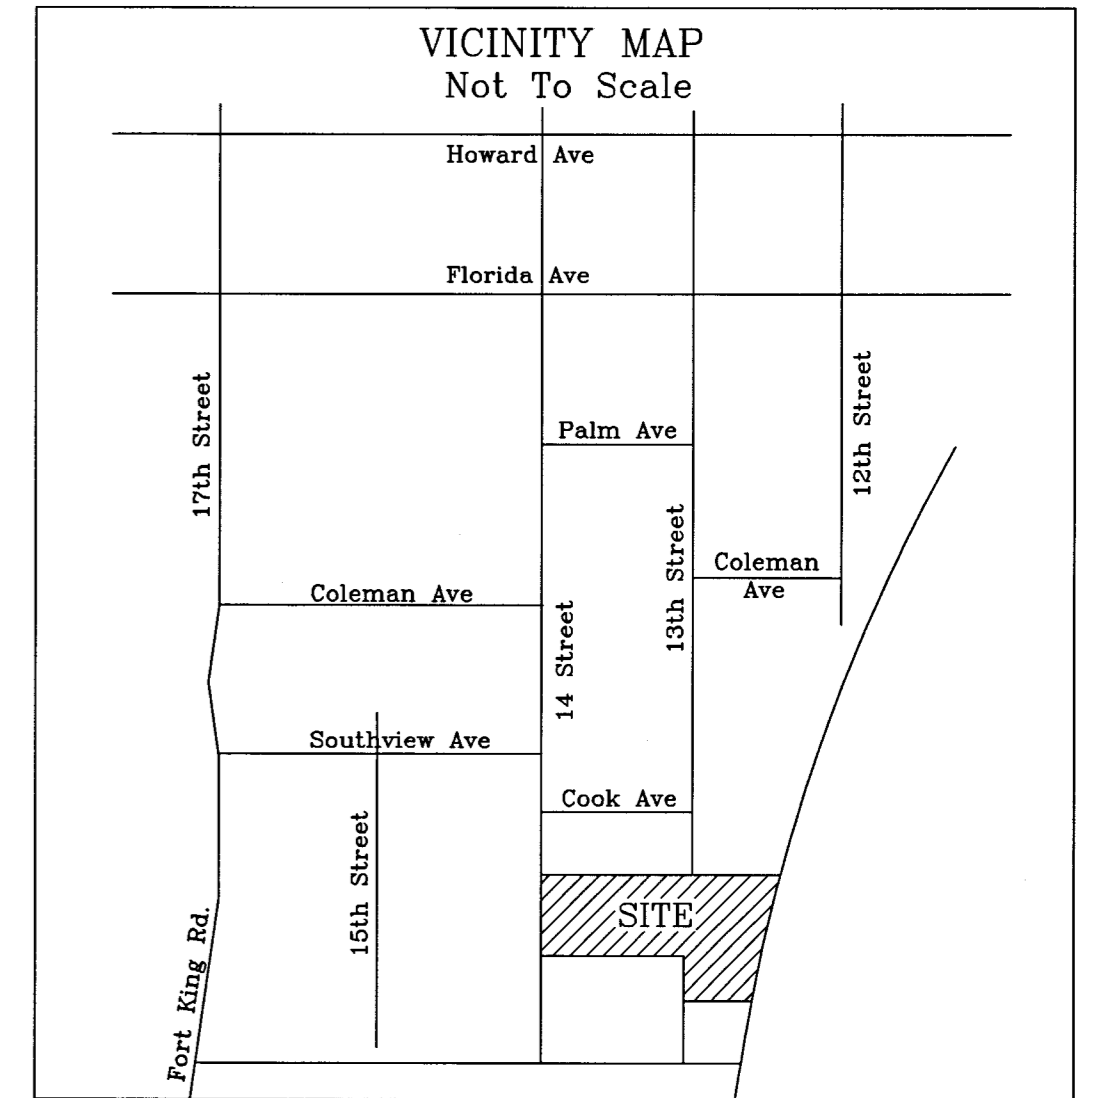 VICINITY MAP
Not To Scale
Howard Ave
Florida Ave
17th Street
12th Street
Palm Ave
13th Street
Coleman
Ave
Coleman Ave
14 Street
Southview Ave
Cook Ave
15th Street
SITE
Fort King Rd.